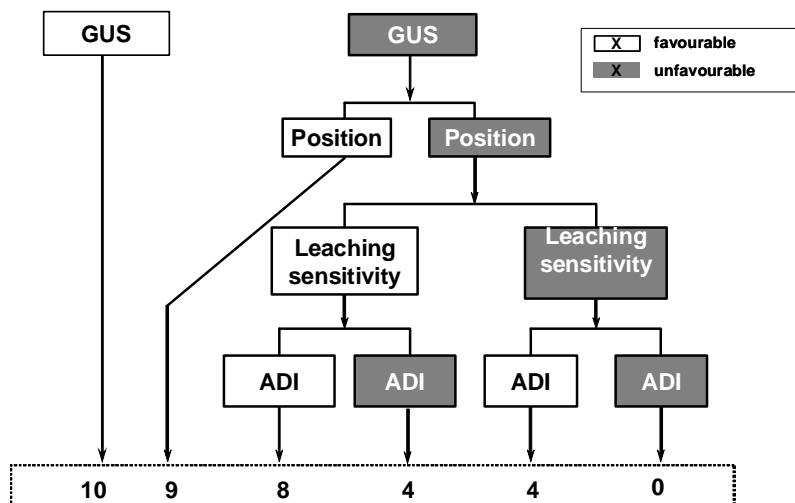 GUS
GUS
X favourable
X unfavourable
Position
Position
Leaching
sensitivity
Leaching
sensitivity
ADI
ADI
ADI
ADI
10 9 8 4 4 0